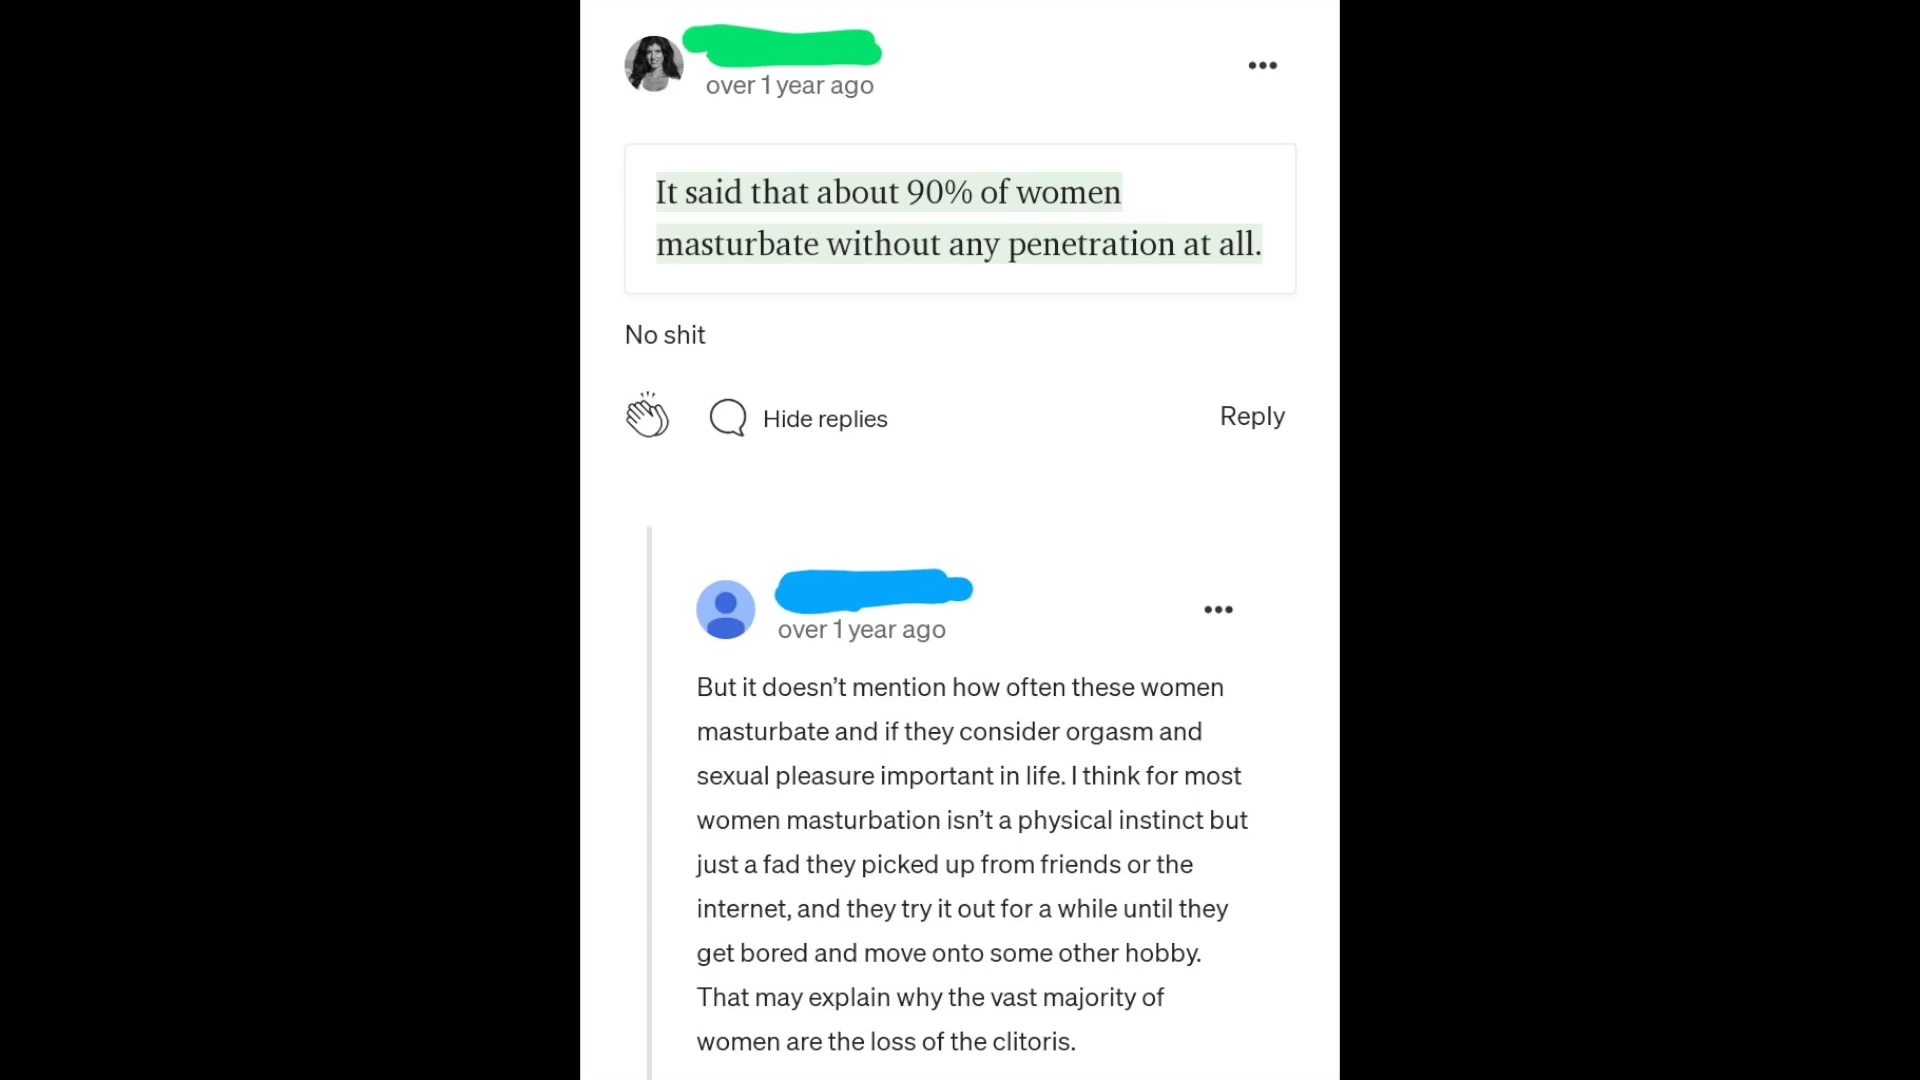 over 1 year ago
It said that about 90% of women
masturbate without any penetration at all.
No shit
Hide replies
Reply
over 1 year ago
But it doesn’t mention how often these women
masturbate and if they consider orgasm and
sexual pleasure important in life. I think for most
women masturbation isn’t a physical instinct but
just a fad they picked up from friends or the
internet, and they try it out for a while until they
get bored and move onto some other hobby.
That may explain why the vast majority of
women are the loss of the clitoris.